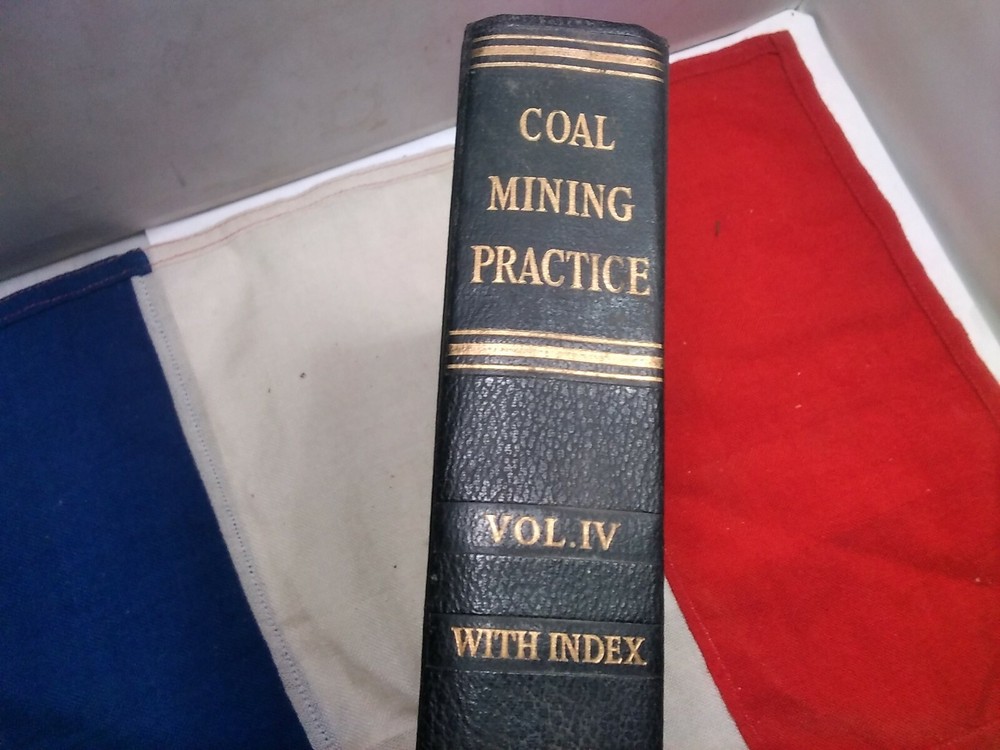 COAL
MINING
PRACTICE
VOL.IV
WITH INDEX